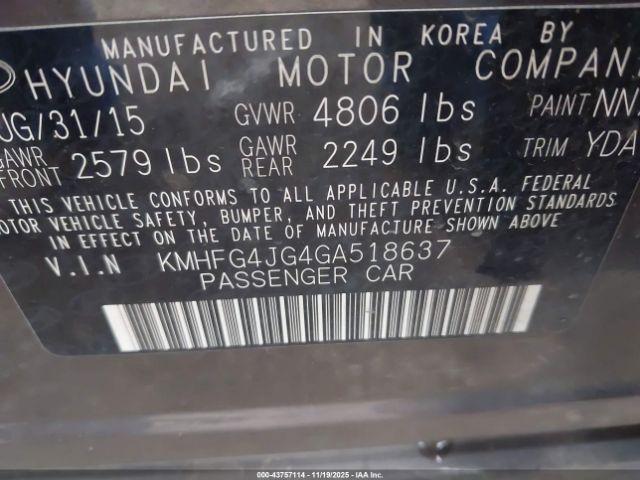 MANUFACTURED IN KOREA BY
HYUNDAI MOTOR COMPANY
UG/31/15 GVWR 4806 lbs PAINT NN
GAWR FRONT 2579 lbs GAWR REAR 2249 lbs TRIM YDA
THIS VEHICLE CONFORMS TO ALL APPLICABLE U.S.A. FEDERAL
MOTOR VEHICLE SAFETY, BUMPER, AND THEFT PREVENTION STANDARDS
IN EFFECT ON THE DATE OF MANUFACTURE SHOWN ABOVE.
V.I.N KMHFG4JG4GA518637
PASSENGER CAR
000-43757114 - 11/19/2025 - IAA Inc.